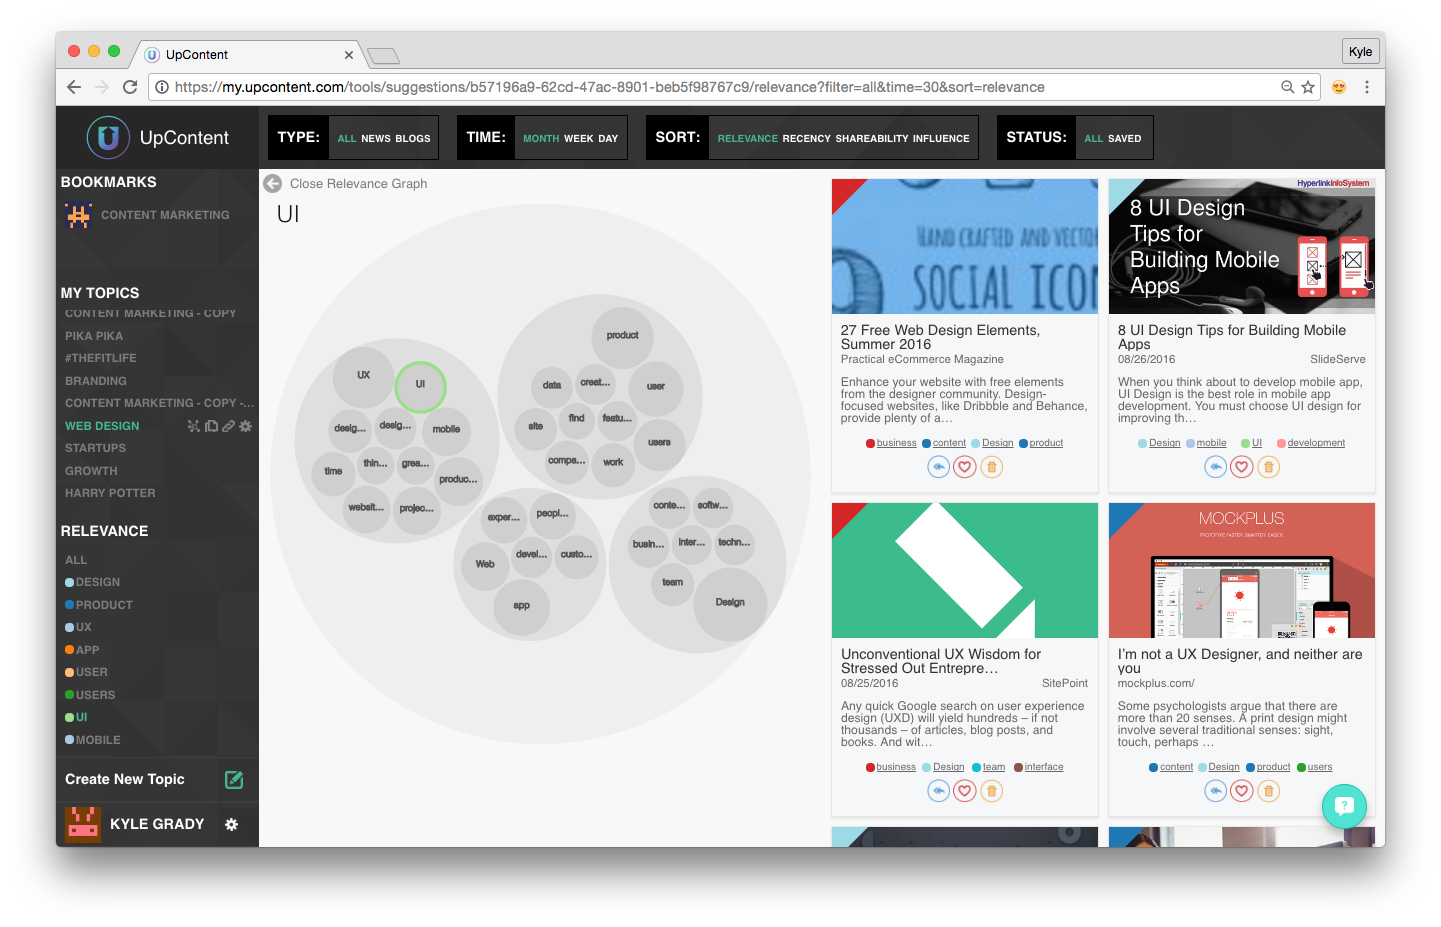 UpContent
Kyle
https://my.upcontent.com/tools/suggestions/b57196a9-62cd-47ac-8901-beb5f98767c9/relevance?filter=all&time=30&sort=relevance
UpContent
TYPE: ALL NEWS BLOGS
TIME: MONTH WEEK DAY
SORT: RELEVANCE RECENCY SHAREABILITY INFLUENCE
STATUS: ALL SAVED
BOOKMARKS
CONTENT MARKETING
MY TOPICS
CONTENT MARKETING - COPY
PIKA PIKA
#THEFITLIFE
BRANDING
CONTENT MARKETING - COPY -...
WEB DESIGN
STARTUPS
GROWTH
HARRY POTTER
RELEVANCE
ALL
DESIGN
PRODUCT
UX
APP
USER
USERS
UI
MOBILE
Create New Topic
KYLE GRADY
Close Relevance Graph
UI
UX
UI
desig...
desig...
mobile
time
thin...
grea...
produc...
websit...
projec...
product
data
creat...
user
site
find
featu...
users
compa...
work
exper...
peopl...
Web
devel...
custo...
app
conte...
softw...
busin...
inter...
techn...
team
Design
HAND CRAFTED AND VECTOR
SOCIAL ICON
27 Free Web Design Elements,
Summer 2016
Practical eCommerce Magazine
Enhance your website with free elements
from the designer community. Design-
focused websites, like Dribbble and Behance,
provide plenty of a…
business content Design product
HyperlinkInfoSystem
8 UI Design
Tips for
Building Mobile
Apps
8 UI Design Tips for Building Mobile
Apps
08/26/2016 SlideServe
When you think about to develop mobile app,
UI Design is the best role in mobile app
development. You must choose UI design for
improving th…
Design mobile UI development
Unconventional UX Wisdom for
Stressed Out Entrepre…
08/25/2016 SitePoint
Any quick Google search on user experience
design (UXD) will yield hundreds – if not
thousands – of articles, blog posts, and
books. And wit…
business Design team interface
MOCKPLUS
PROTOTYPE FASTER. SMARTER. EASIER.
83°
I'm not a UX Designer, and neither are
you
mockplus.com/
Some psychologists argue that there are
more than 20 senses. A print design might
involve several traditional senses: sight,
touch, perhaps …
content Design product users